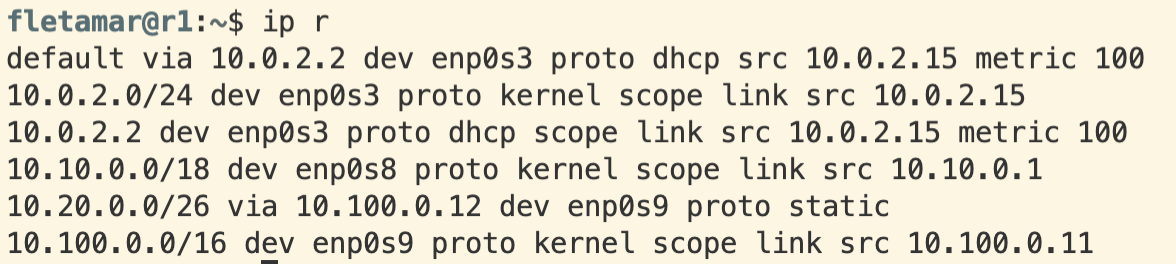 fletamar@r1:~$ ip r
default via 10.0.2.2 dev enp0s3 proto dhcp src 10.0.2.15 metric 100
10.0.2.0/24 dev enp0s3 proto kernel scope link src 10.0.2.15
10.0.2.2 dev enp0s3 proto dhcp scope link src 10.0.2.15 metric 100
10.10.0.0/18 dev enp0s8 proto kernel scope link src 10.10.0.1
10.20.0.0/26 via 10.100.0.12 dev enp0s9 proto static
10.100.0.0/16 dev enp0s9 proto kernel scope link src 10.100.0.11